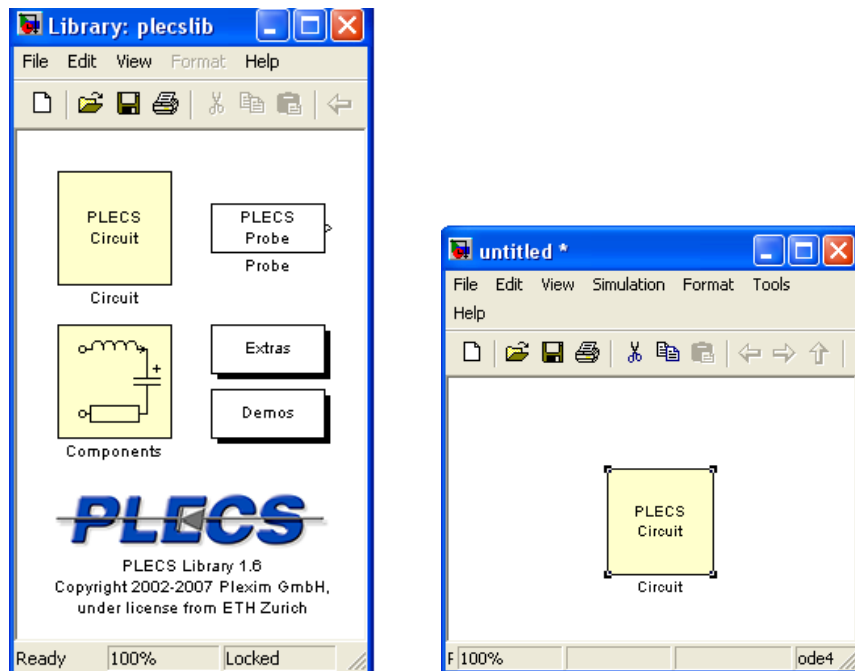 Library: plecslib
File Edit View Format Help
PLECS
Circuit
Circuit
PLECS
Probe
Probe
Components
Extras
Demos
PLECS
PLECS Library 1.6
Copyright 2002-2007 Plexim GmbH,
under license from ETH Zurich
Ready 100% Locked
untitled *
File Edit View Simulation Format Tools
Help
PLECS
Circuit
Circuit
F 100% ode4